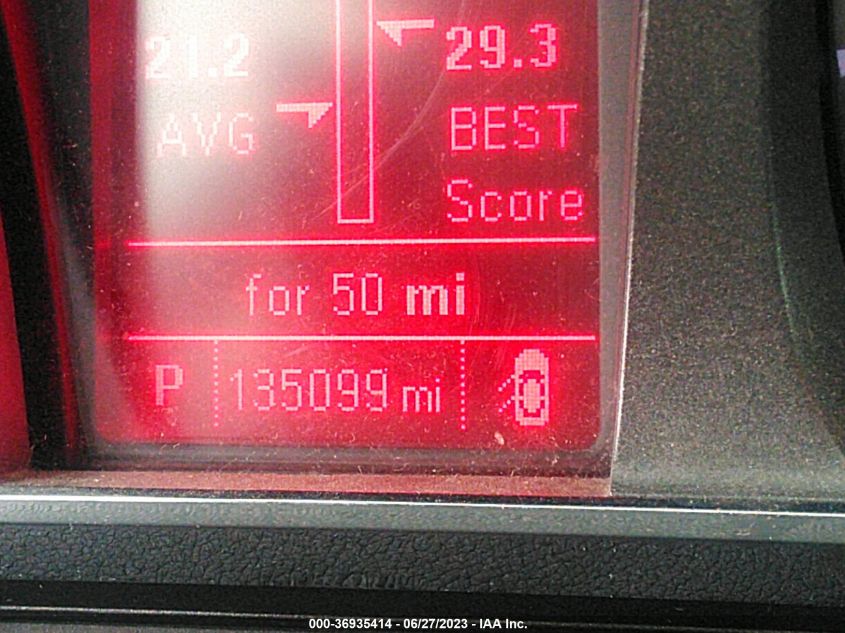 21.2 29.3
AVG BEST
Score
for 50 mi
P 135099 mi
000-36935414 - 06/27/2023 - IAA Inc.